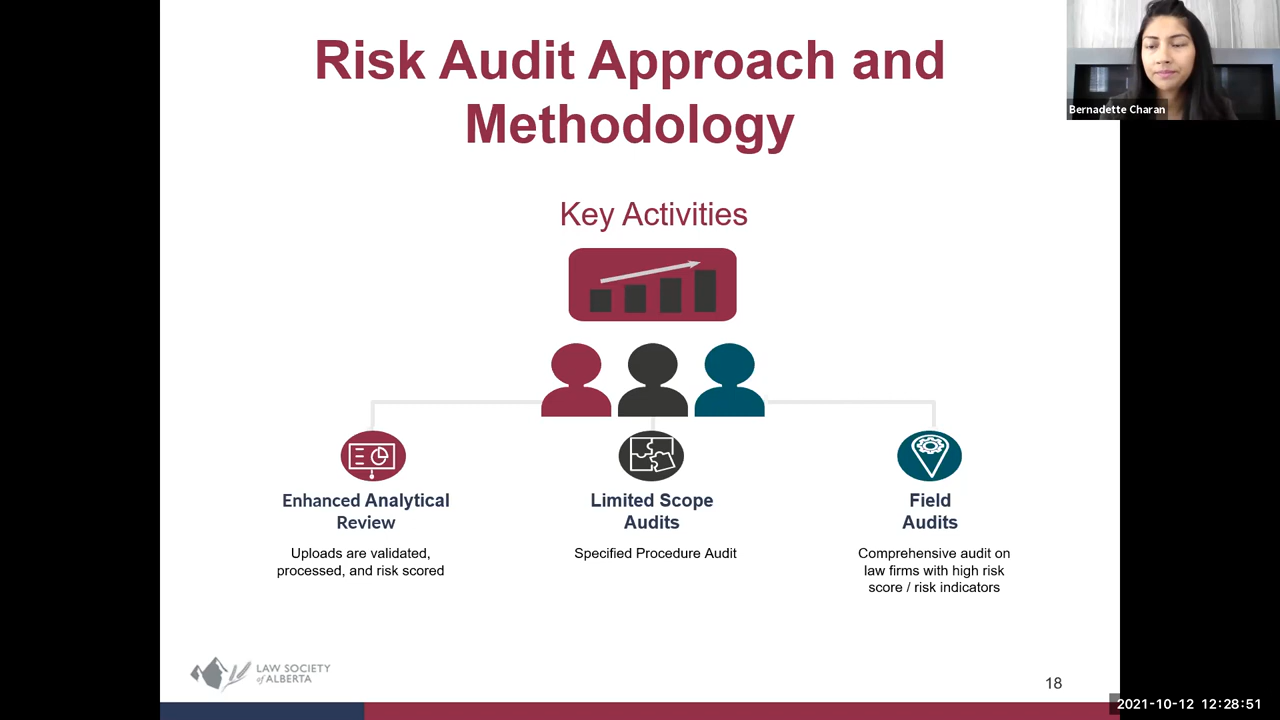 Risk Audit Approach and
Methodology
Bernadette Charan
Key Activities
Enhanced Analytical
Review
Uploads are validated,
processed, and risk scored
Limited Scope
Audits
Specified Procedure Audit
Field
Audits
Comprehensive audit on
law firms with high risk
score / risk indicators
LAW SOCIETY
of ALBERTA
18
2021-10-12 12:28:51